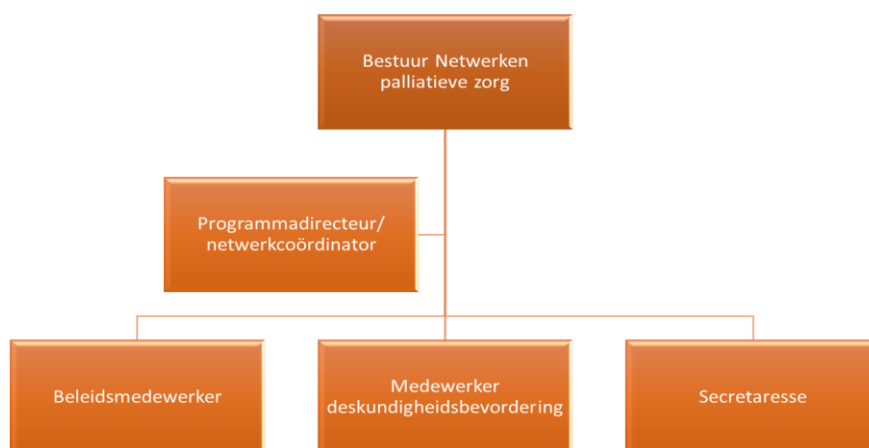 Bestuur Netwerken
palliatieve zorg
Programmadirecteur/
netwerkcoördinator
Beleidsmedewerker
Medewerker
deskundigheidsbevordering
Secretaresse